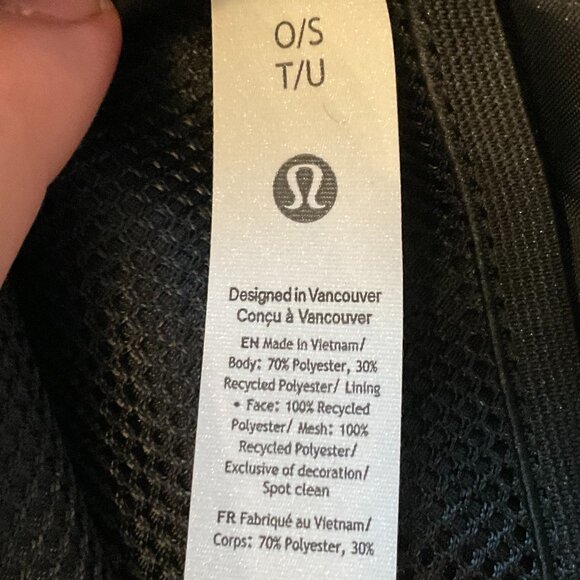 O/S
T/U
Designed in Vancouver
Conçu à Vancouver
EN Made in Vietnam/
Body: 70% Polyester, 30%
Recycled Polyester/ Lining
• Face: 100% Recycled
Polyester/ Mesh: 100%
Recycled Polyester/
Exclusive of decoration/
Spot clean
FR Fabriqué au Vietnam/
Corps: 70% Polyester, 30%